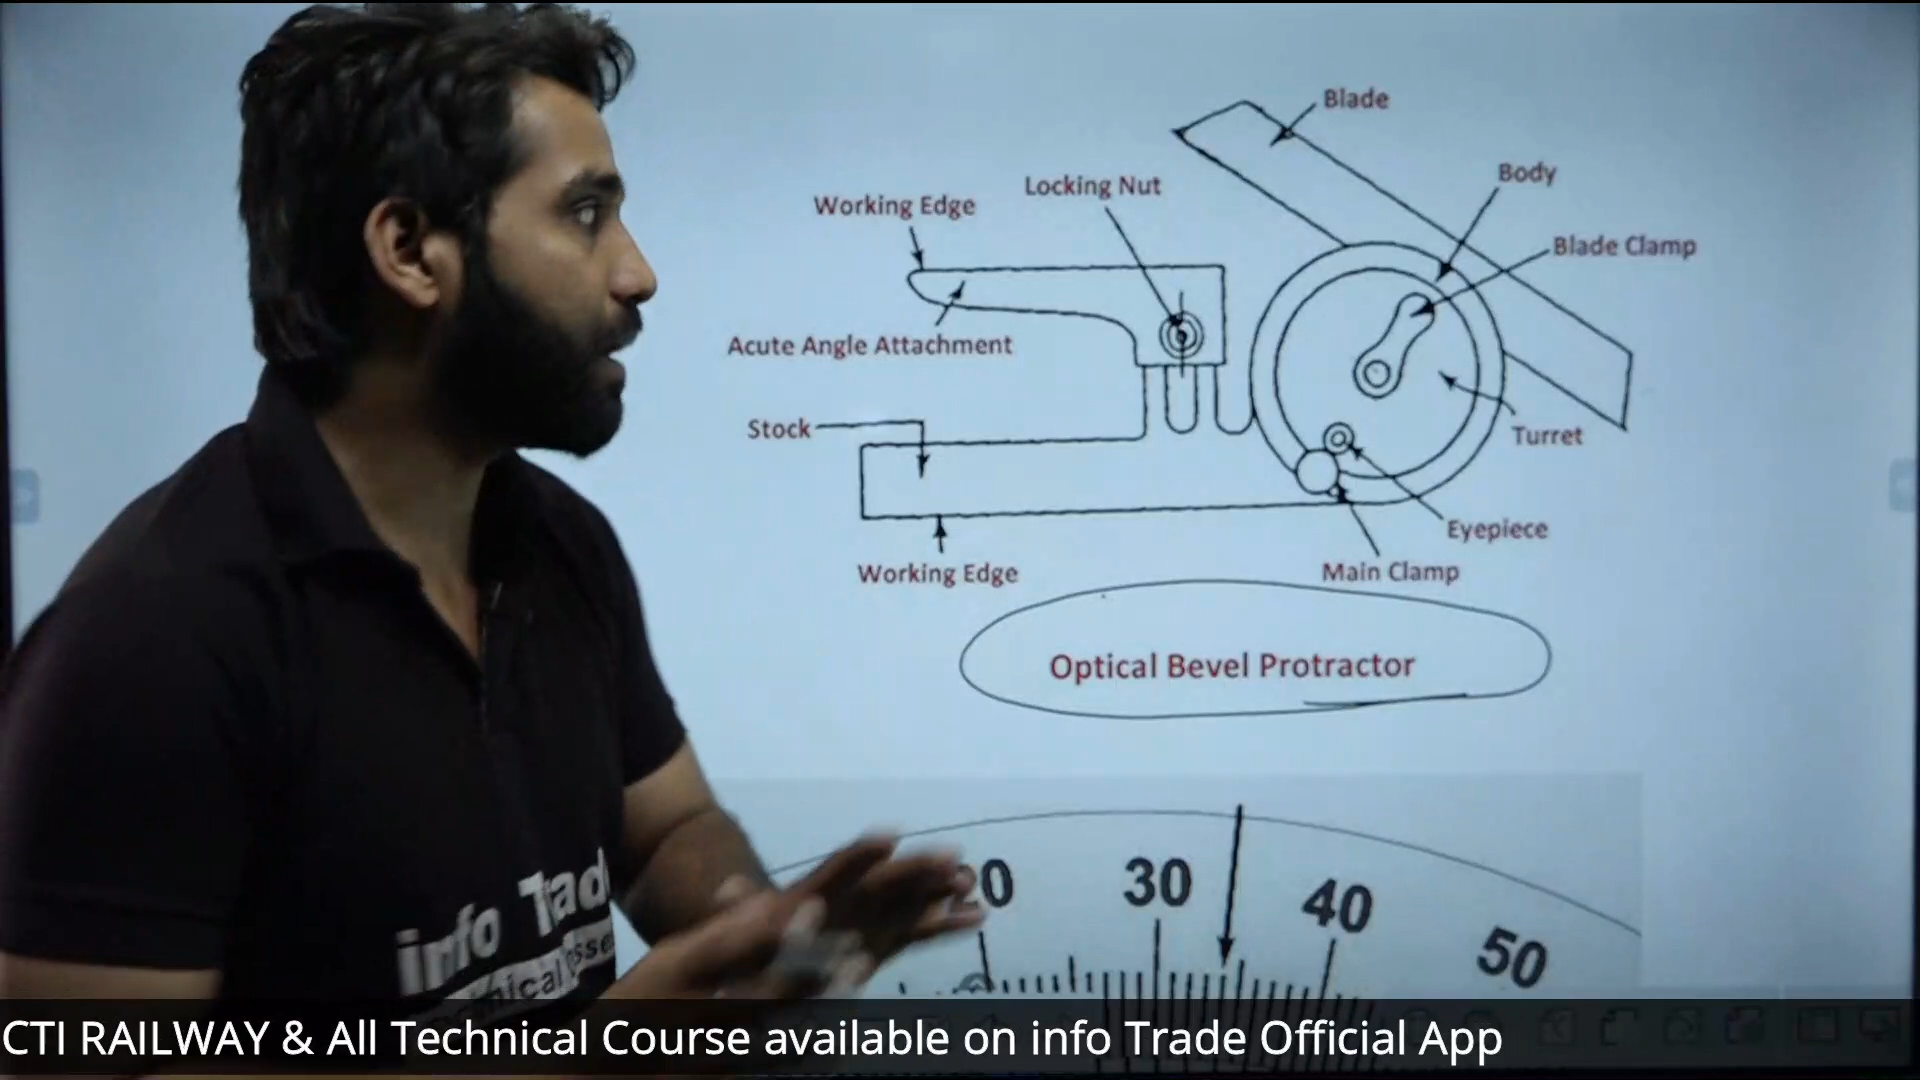 Blade
Body
Locking Nut
Working Edge
Blade Clamp
Acute Angle Attachment
Stock
Turret
Eyepiece
Working Edge
Main Clamp
Optical Bevel Protractor
20
30
40
50
info Trade
CTI RAILWAY & All Technical Course available on info Trade Official App